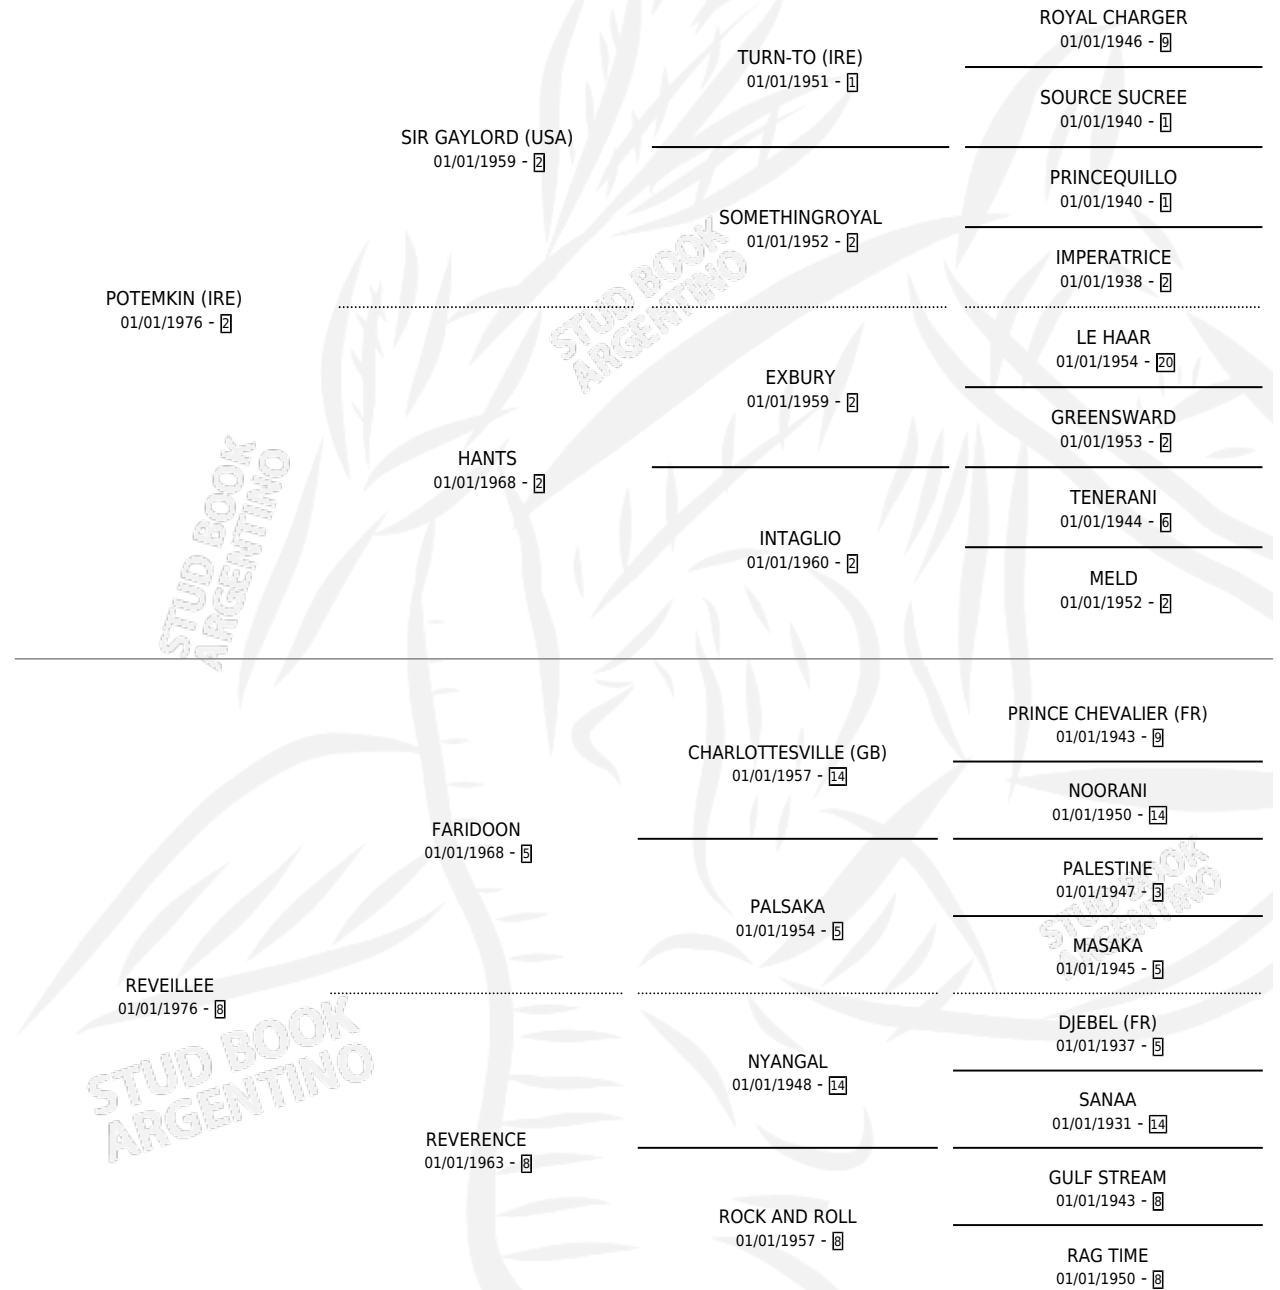 ROYAL CHARGER
01/01/1946 - 9
TURN-TO (IRE)
01/01/1951 - 1
SOURCE SUCREE
01/01/1940 - 1
SIR GAYLORD (USA)
01/01/1959 - 2
PRINCEQUILLO
01/01/1940 - 1
SOMETHINGROYAL
01/01/1952 - 2
IMPERATRICE
01/01/1938 - 2
POTEMKIN (IRE)
01/01/1976 - 2
STUD BOOK
ARGENTINO
LE HAAR
01/01/1954 - 20
EXBURY
01/01/1959 - 2
GREENSWARD
01/01/1953 - 2
HANTS
01/01/1968 - 2
TENERANI
01/01/1944 - 6
INTAGLIO
01/01/1960 - 2
MELD
01/01/1952 - 2
STUD BOOK
ARGENTINO
PRINCE CHEVALIER (FR)
01/01/1943 - 9
CHARLOTTESVILLE (GB)
01/01/1957 - 14
NOORANI
01/01/1950 - 14
FARIDOON
01/01/1968 - 5
PALESTINE
01/01/1947 - 3
PALSAKA
01/01/1954 - 5
STUD BOOK
ARGENTINO
MASAKA
01/01/1945 - 5
REVEILLEE
01/01/1976 - 8
DJEBEL (FR)
01/01/1937 - 5
NYANGAL
01/01/1948 - 14
SANAA
01/01/1931 - 14
STUD BOOK
ARGENTINO
REVERENCE
01/01/1963 - 8
GULF STREAM
01/01/1943 - 8
ROCK AND ROLL
01/01/1957 - 8
RAG TIME
01/01/1950 - 8